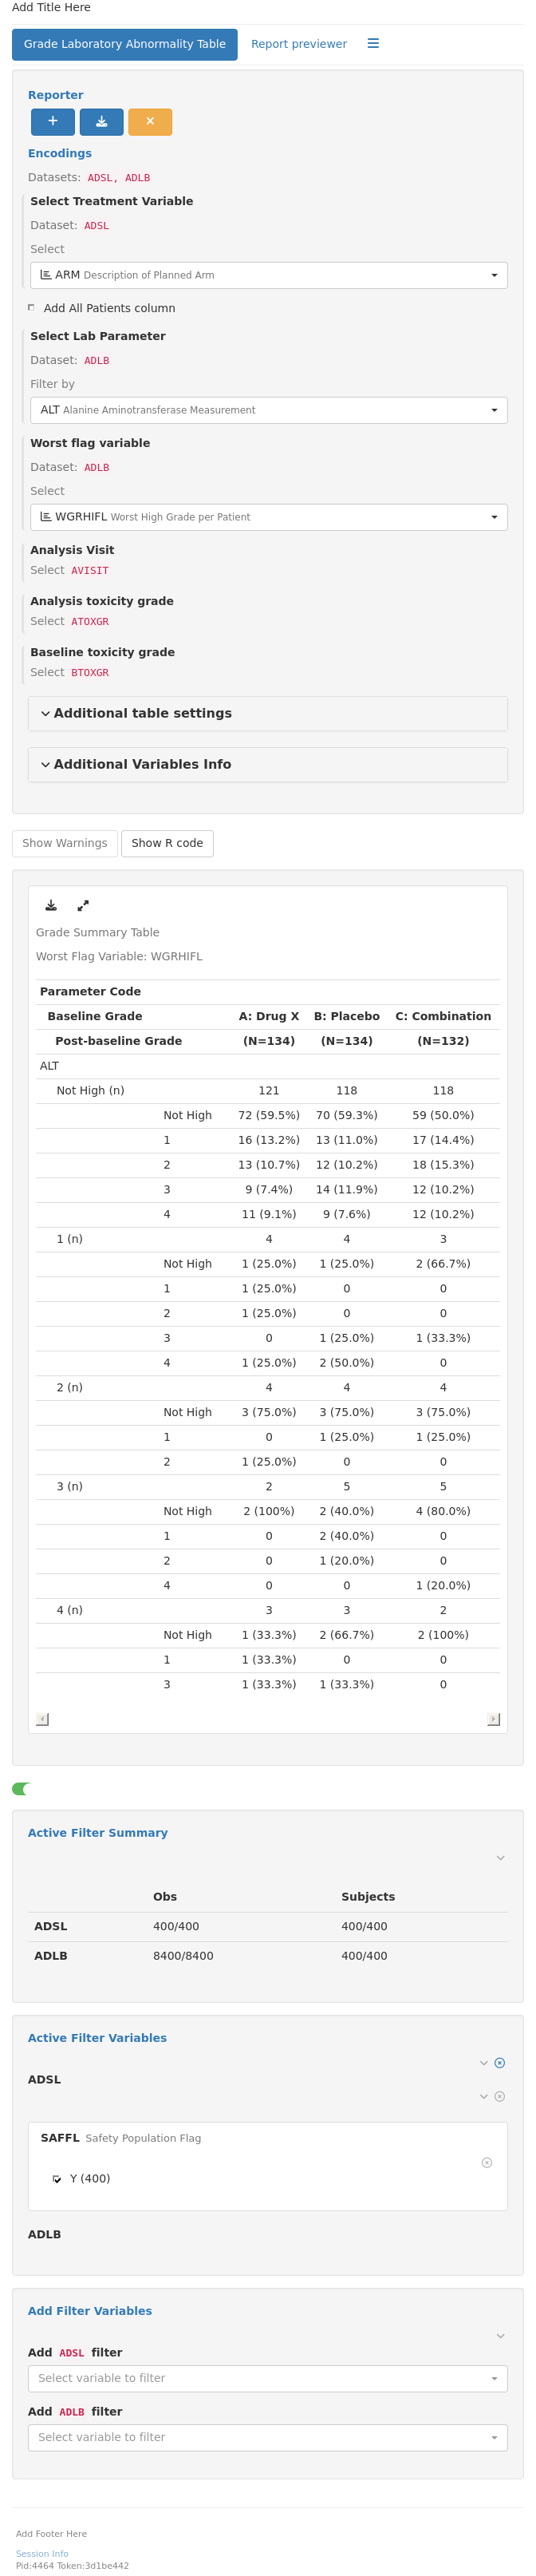 Add Title Here
Grade Laboratory Abnormality Table Report previewer
Reporter
Encodings
Datasets: ADSL, ADLB
Select Treatment Variable
Dataset: ADSL
Select
ARM Description of Planned Arm
Add All Patients column
Select Lab Parameter
Dataset: ADLB
Filter by
ALT Alanine Aminotransferase Measurement
Worst flag variable
Dataset: ADLB
Select
WGRHIFL Worst High Grade per Patient
Analysis Visit
Select AVISIT
Analysis toxicity grade
Select ATOXGR
Baseline toxicity grade
Select BTOXGR
Additional table settings
Additional Variables Info
Show Warnings Show R code
Grade Summary Table
Worst Flag Variable: WGRHIFL
Parameter Code
Baseline Grade A: Drug X B: Placebo C: Combination
Post-baseline Grade (N=134) (N=134) (N=132)
ALT
Not High (n) 121 118 118
Not High 72 (59.5%) 70 (59.3%) 59 (50.0%)
1 16 (13.2%) 13 (11.0%) 17 (14.4%)
2 13 (10.7%) 12 (10.2%) 18 (15.3%)
3 9 (7.4%) 14 (11.9%) 12 (10.2%)
4 11 (9.1%) 9 (7.6%) 12 (10.2%)
1 (n) 4 4 3
Not High 1 (25.0%) 1 (25.0%) 2 (66.7%)
1 1 (25.0%) 0 0
2 1 (25.0%) 0 0
3 0 1 (25.0%) 1 (33.3%)
4 1 (25.0%) 2 (50.0%) 0
2 (n) 4 4 4
Not High 3 (75.0%) 3 (75.0%) 3 (75.0%)
1 0 1 (25.0%) 1 (25.0%)
2 1 (25.0%) 0 0
3 (n) 2 5 5
Not High 2 (100%) 2 (40.0%) 4 (80.0%)
1 0 2 (40.0%) 0
2 0 1 (20.0%) 0
4 0 0 1 (20.0%)
4 (n) 3 3 2
Not High 1 (33.3%) 2 (66.7%) 2 (100%)
1 1 (33.3%) 0 0
3 1 (33.3%) 1 (33.3%) 0
Active Filter Summary
Obs Subjects
ADSL 400/400 400/400
ADLB 8400/8400 400/400
Active Filter Variables
ADSL
SAFFL Safety Population Flag
Y (400)
ADLB
Add Filter Variables
Add ADSL filter
Select variable to filter
Add ADLB filter
Select variable to filter
Add Footer Here
Session Info
Pid:4464 Token:3d1be442